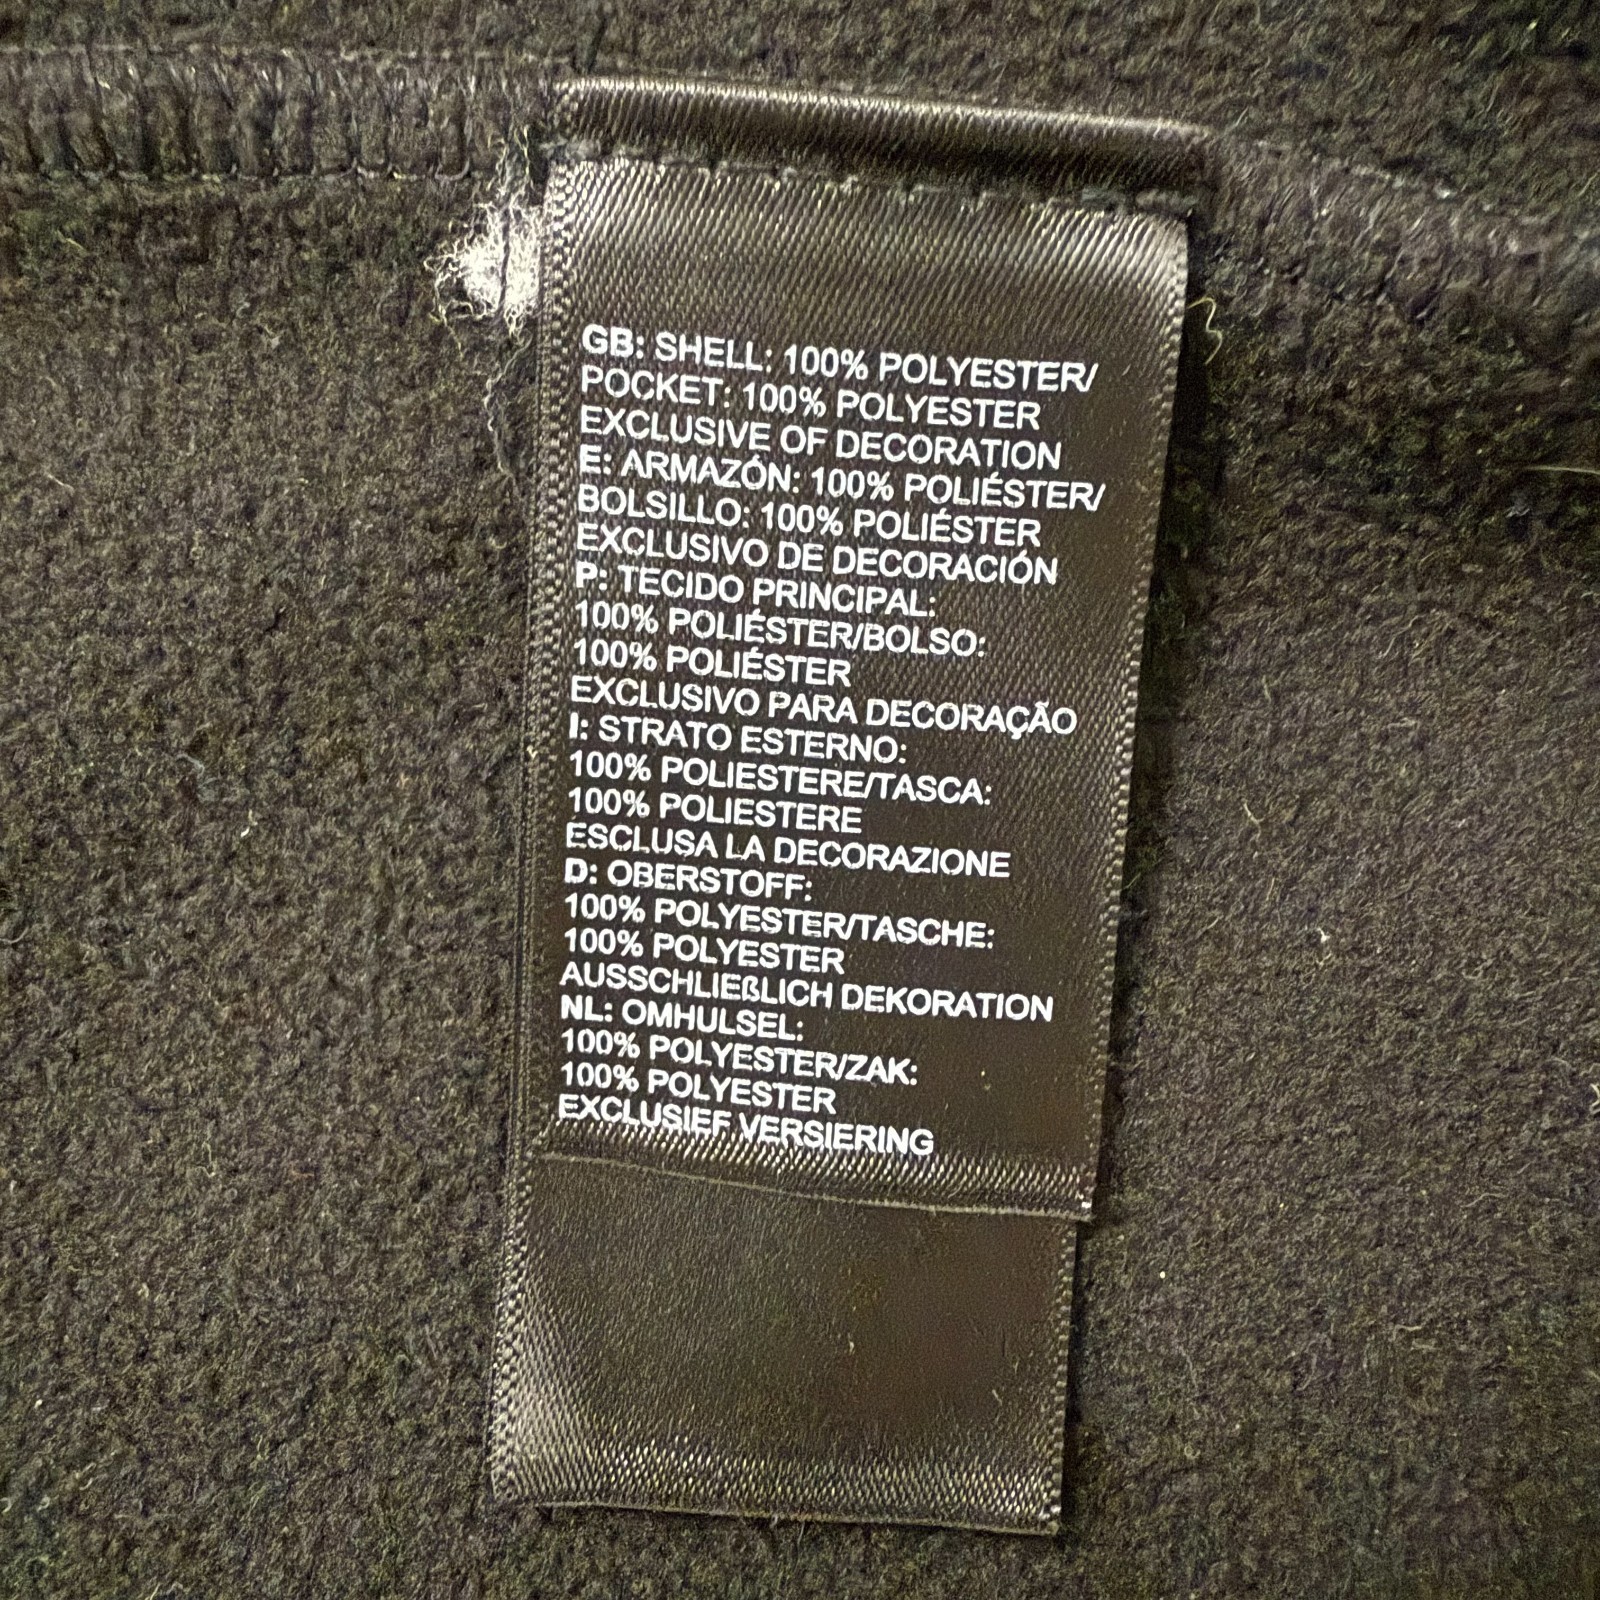 GB: SHELL: 100% POLYESTER/
POCKET: 100% POLYESTER
EXCLUSIVE OF DECORATION
E: ARMAZÓN: 100% POLIÉSTER/
BOLSILLO: 100% POLIÉSTER
EXCLUSIVO DE DECORACIÓN
P: TECIDO PRINCIPAL:
100% POLIÉSTER/BOLSO:
100% POLIÉSTER
EXCLUSIVO PARA DECORAÇÃO
I: STRATO ESTERNO:
100% POLIESTERE/TASCA:
100% POLIESTERE
ESCLUSA LA DECORAZIONE
D: OBERSTOFF:
100% POLYESTER/TASCHE:
100% POLYESTER
AUSSCHLIEßLICH DEKORATION
NL: OMHULSEL:
100% POLYESTER/ZAK:
100% POLYESTER
EXCLUSIEF VERSIERING